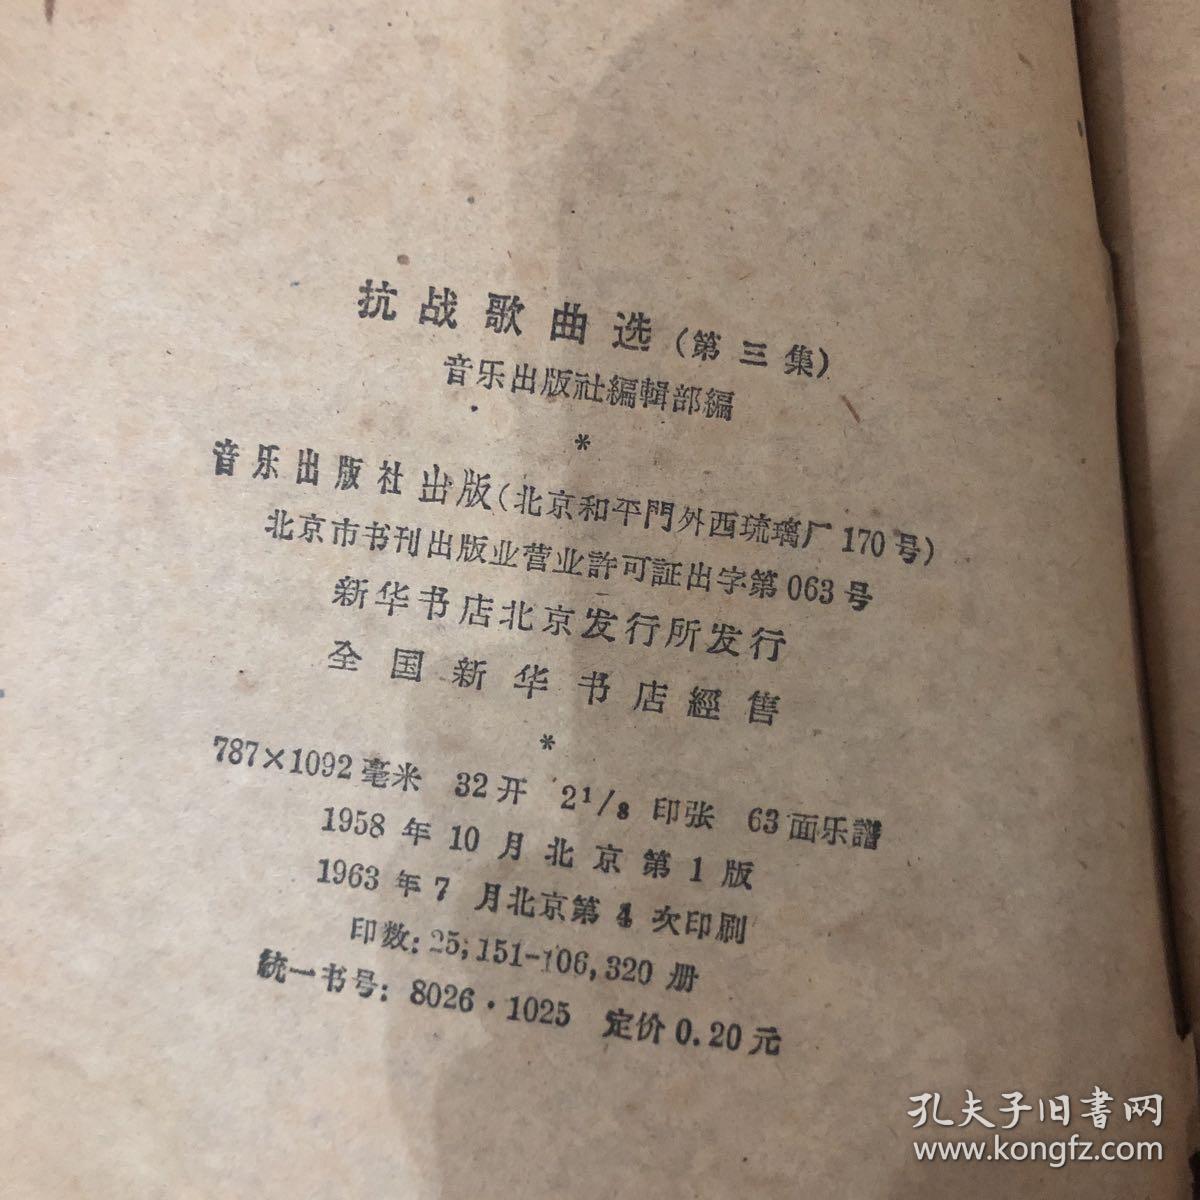 抗战歌曲选(第三集)
音乐出版社編輯部編
*
音乐出版社出版(北京和平門外西琉璃厂170号)
北京市书刊出版业营业許可証出字第063号
新华书店北京发行所发行
全国新华书店經售
*
787×1092毫米 32开 2 1/8 印张 63面乐譜
1958年10月北京第1版
1963年7月北京第4次印刷
印数:25,151-106,320册
統一书号:8026·1025 定价0.20元
孔夫子旧書网
www.kongfz.com